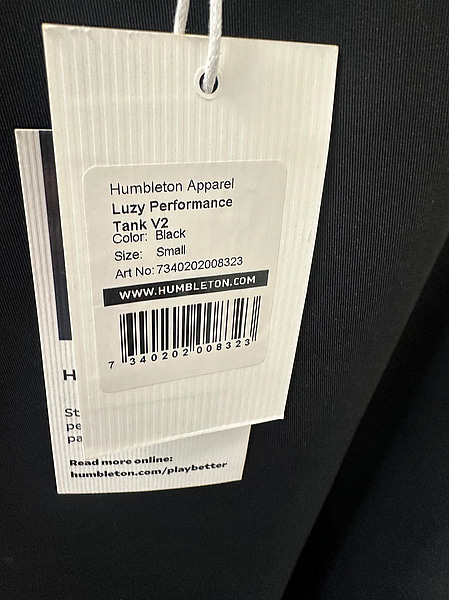 Humbleton Apparel
Luzy Performance
Tank V2
Color: Black
Size: Small
Art No: 7340202008323
WWW.HUMBLETON.COM
7 340202 008323
H
St
pe
pa
Read more online:
humbleton.com/playbetter